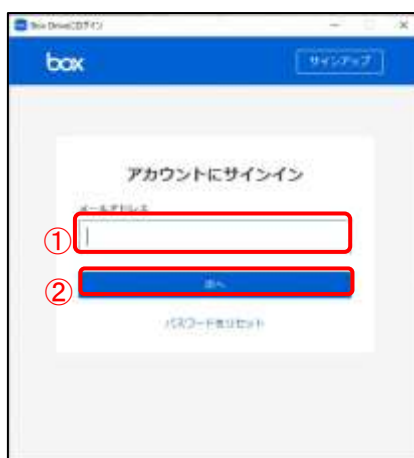 Box Driveにログイン
box
サインアップ
アカウントにサインイン
メールアドレス
①
②
次へ
パスワードをリセット